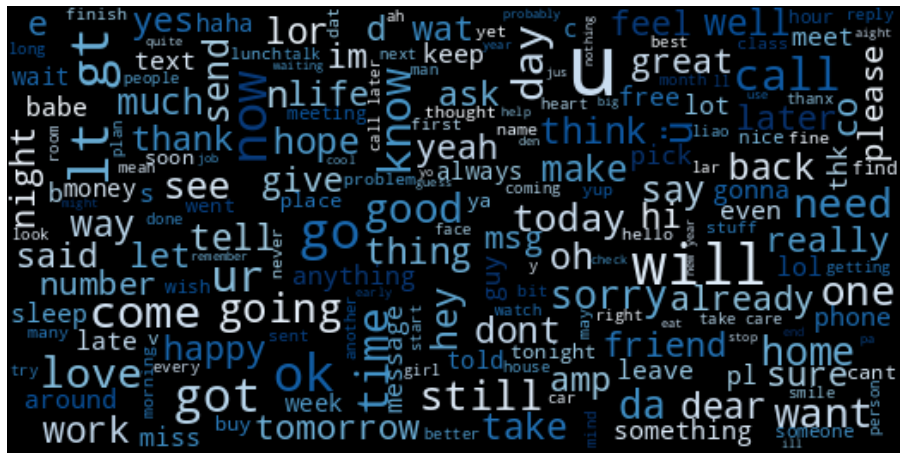 finish
probably
ah
dat
e
yes
haha
lor
d
wat
yet
c
feel
well
hour
reply
aight
long
quite
text
send
im
next
keep
day
u
great
best
class
meet
wait
people
lt
gt
lunch
talk
man
year
jus
nothing
call
please
babe
plan
much
now
n
life
meeting
call later
know
ask
thought
help
heart
big
free
month
ll
use
thanx
co
room
thank
hope
first
name
think
:u
lot
later
night
soon
job
yeah
den
liao
nice
fine
thk
mean
cool
yo
guess
always
make
pick
lar
back
find
b
money
s
see
give
problem
coming
yup
say
gonna
even
need
night
went
place
good
ya
today
hi
look
way
done
go
face
hello
new year
stuff
said
let
tell
remember
never
thing
msg
oh
really
number
wish
ur
anything
guy
y
will
check
lol
getting
sleep
come
going
another
early
hey
bit
watch
sorry
already
one
many
late
v
happy
sent
time
message
start
dont
may
right
eat
take care
phone
try
love
morning
every
ok
girl
told
house
tonight
friend
stop
end
home
pa
around
got
week
still
car
amp
leave
pl
sure
cant
smile
person
work
miss
buy
tomorrow
better
take
mind
da
something
dear
want
someone
ill